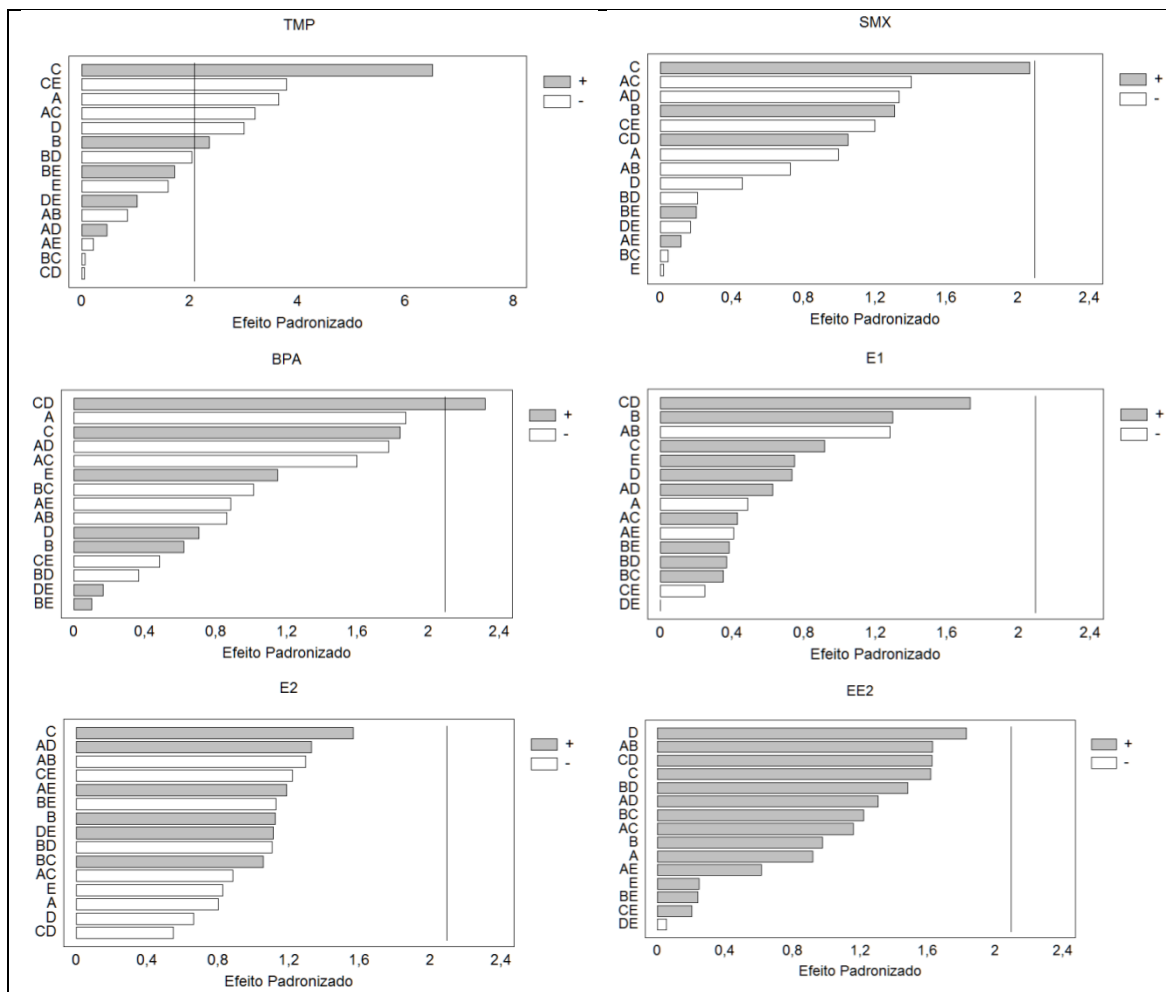 TMP
C
CE
A
AC
D
B
BD
BE
E
DE
AB
AD
AE
BC
CD
+
-
0 2 4 6 8
Efeito Padronizado
SMX
C
AC
AD
B
CE
CD
A
AB
D
BD
BE
DE
AE
BC
E
+
-
0 0,4 0,8 1,2 1,6 2 2,4
Efeito Padronizado
BPA
CD
A
C
AD
AC
E
BC
AE
AB
D
B
CE
BD
DE
BE
+
-
0 0,4 0,8 1,2 1,6 2 2,4
Efeito Padronizado
E1
CD
B
AB
C
E
D
AD
A
AC
AE
BE
BD
BC
CE
DE
+
-
0 0,4 0,8 1,2 1,6 2 2,4
Efeito Padronizado
E2
C
AD
AB
CE
AE
BE
B
DE
BD
BC
AC
E
A
D
CD
+
-
0 0,4 0,8 1,2 1,6 2 2,4
Efeito Padronizado
EE2
D
AB
CD
C
BD
AD
BC
AC
B
A
AE
E
BE
CE
DE
+
-
0 0,4 0,8 1,2 1,6 2 2,4
Efeito Padronizado